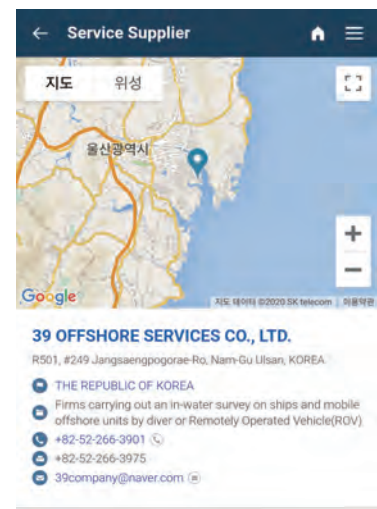 Service Supplier
지도 위성
울산광역시
Google
지도 데이터 ©2020 SK telecom 이용약관
39 OFFSHORE SERVICES CO., LTD.
R501, #249 Jangsaengpogorae-Ro, Nam-Gu Ulsan, KOREA
THE REPUBLIC OF KOREA
Firms carrying out an in-water survey on ships and mobile
offshore units by diver or Remotely Operated Vehicle(ROV)
+82-52-266-3901
+82-52-266-3975
39company@naver.com